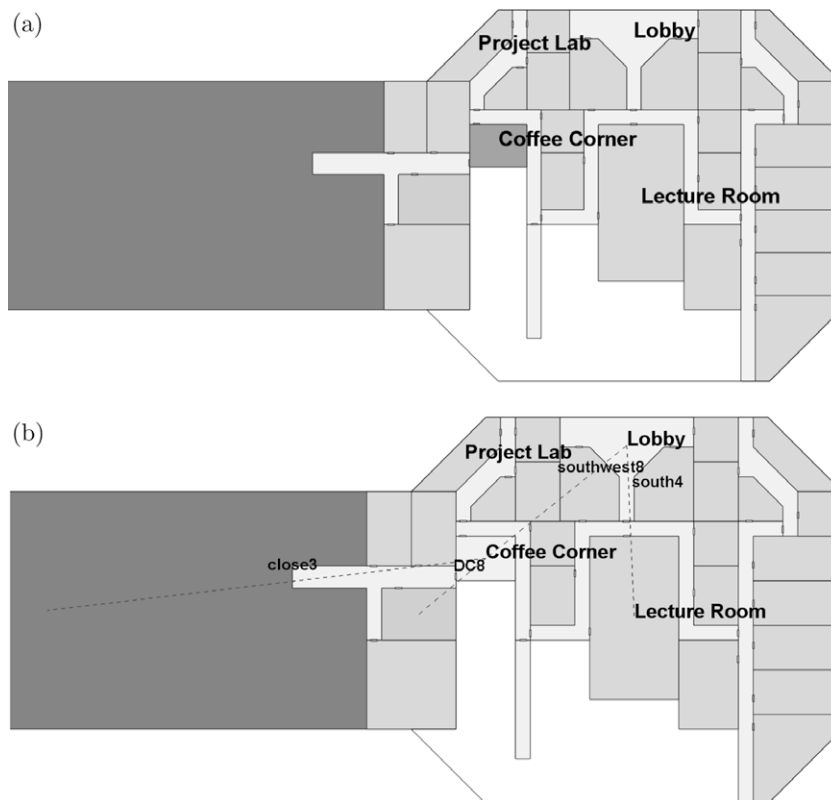 (a)
Lobby
Project Lab
Coffee Corner
Lecture Room
(b)
Lobby
Project Lab
southwest8
south4
Coffee Corner
close3
DC8
Lecture Room